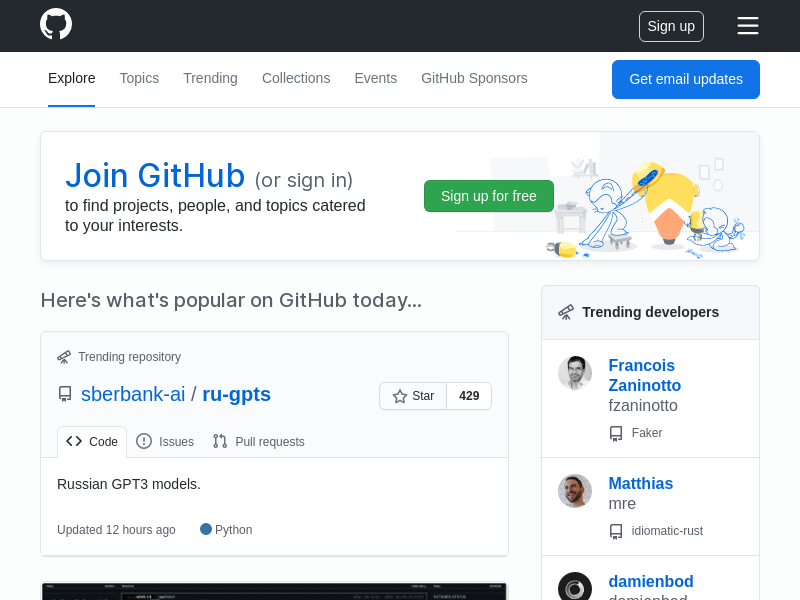 Sign up
Explore Topics Trending Collections Events GitHub Sponsors Get email updates
Join GitHub (or sign in)
to find projects, people, and topics catered
to your interests.
Sign up for free
Here's what's popular on GitHub today...
Trending repository
sberbank-ai / ru-gpts
Star 429
Code Issues Pull requests
Russian GPT3 models.
Updated 12 hours ago Python
Trending developers
Francois
Zaninotto
fzaninotto
Faker
Matthias
mre
idiomatic-rust
damienbod
damienbod